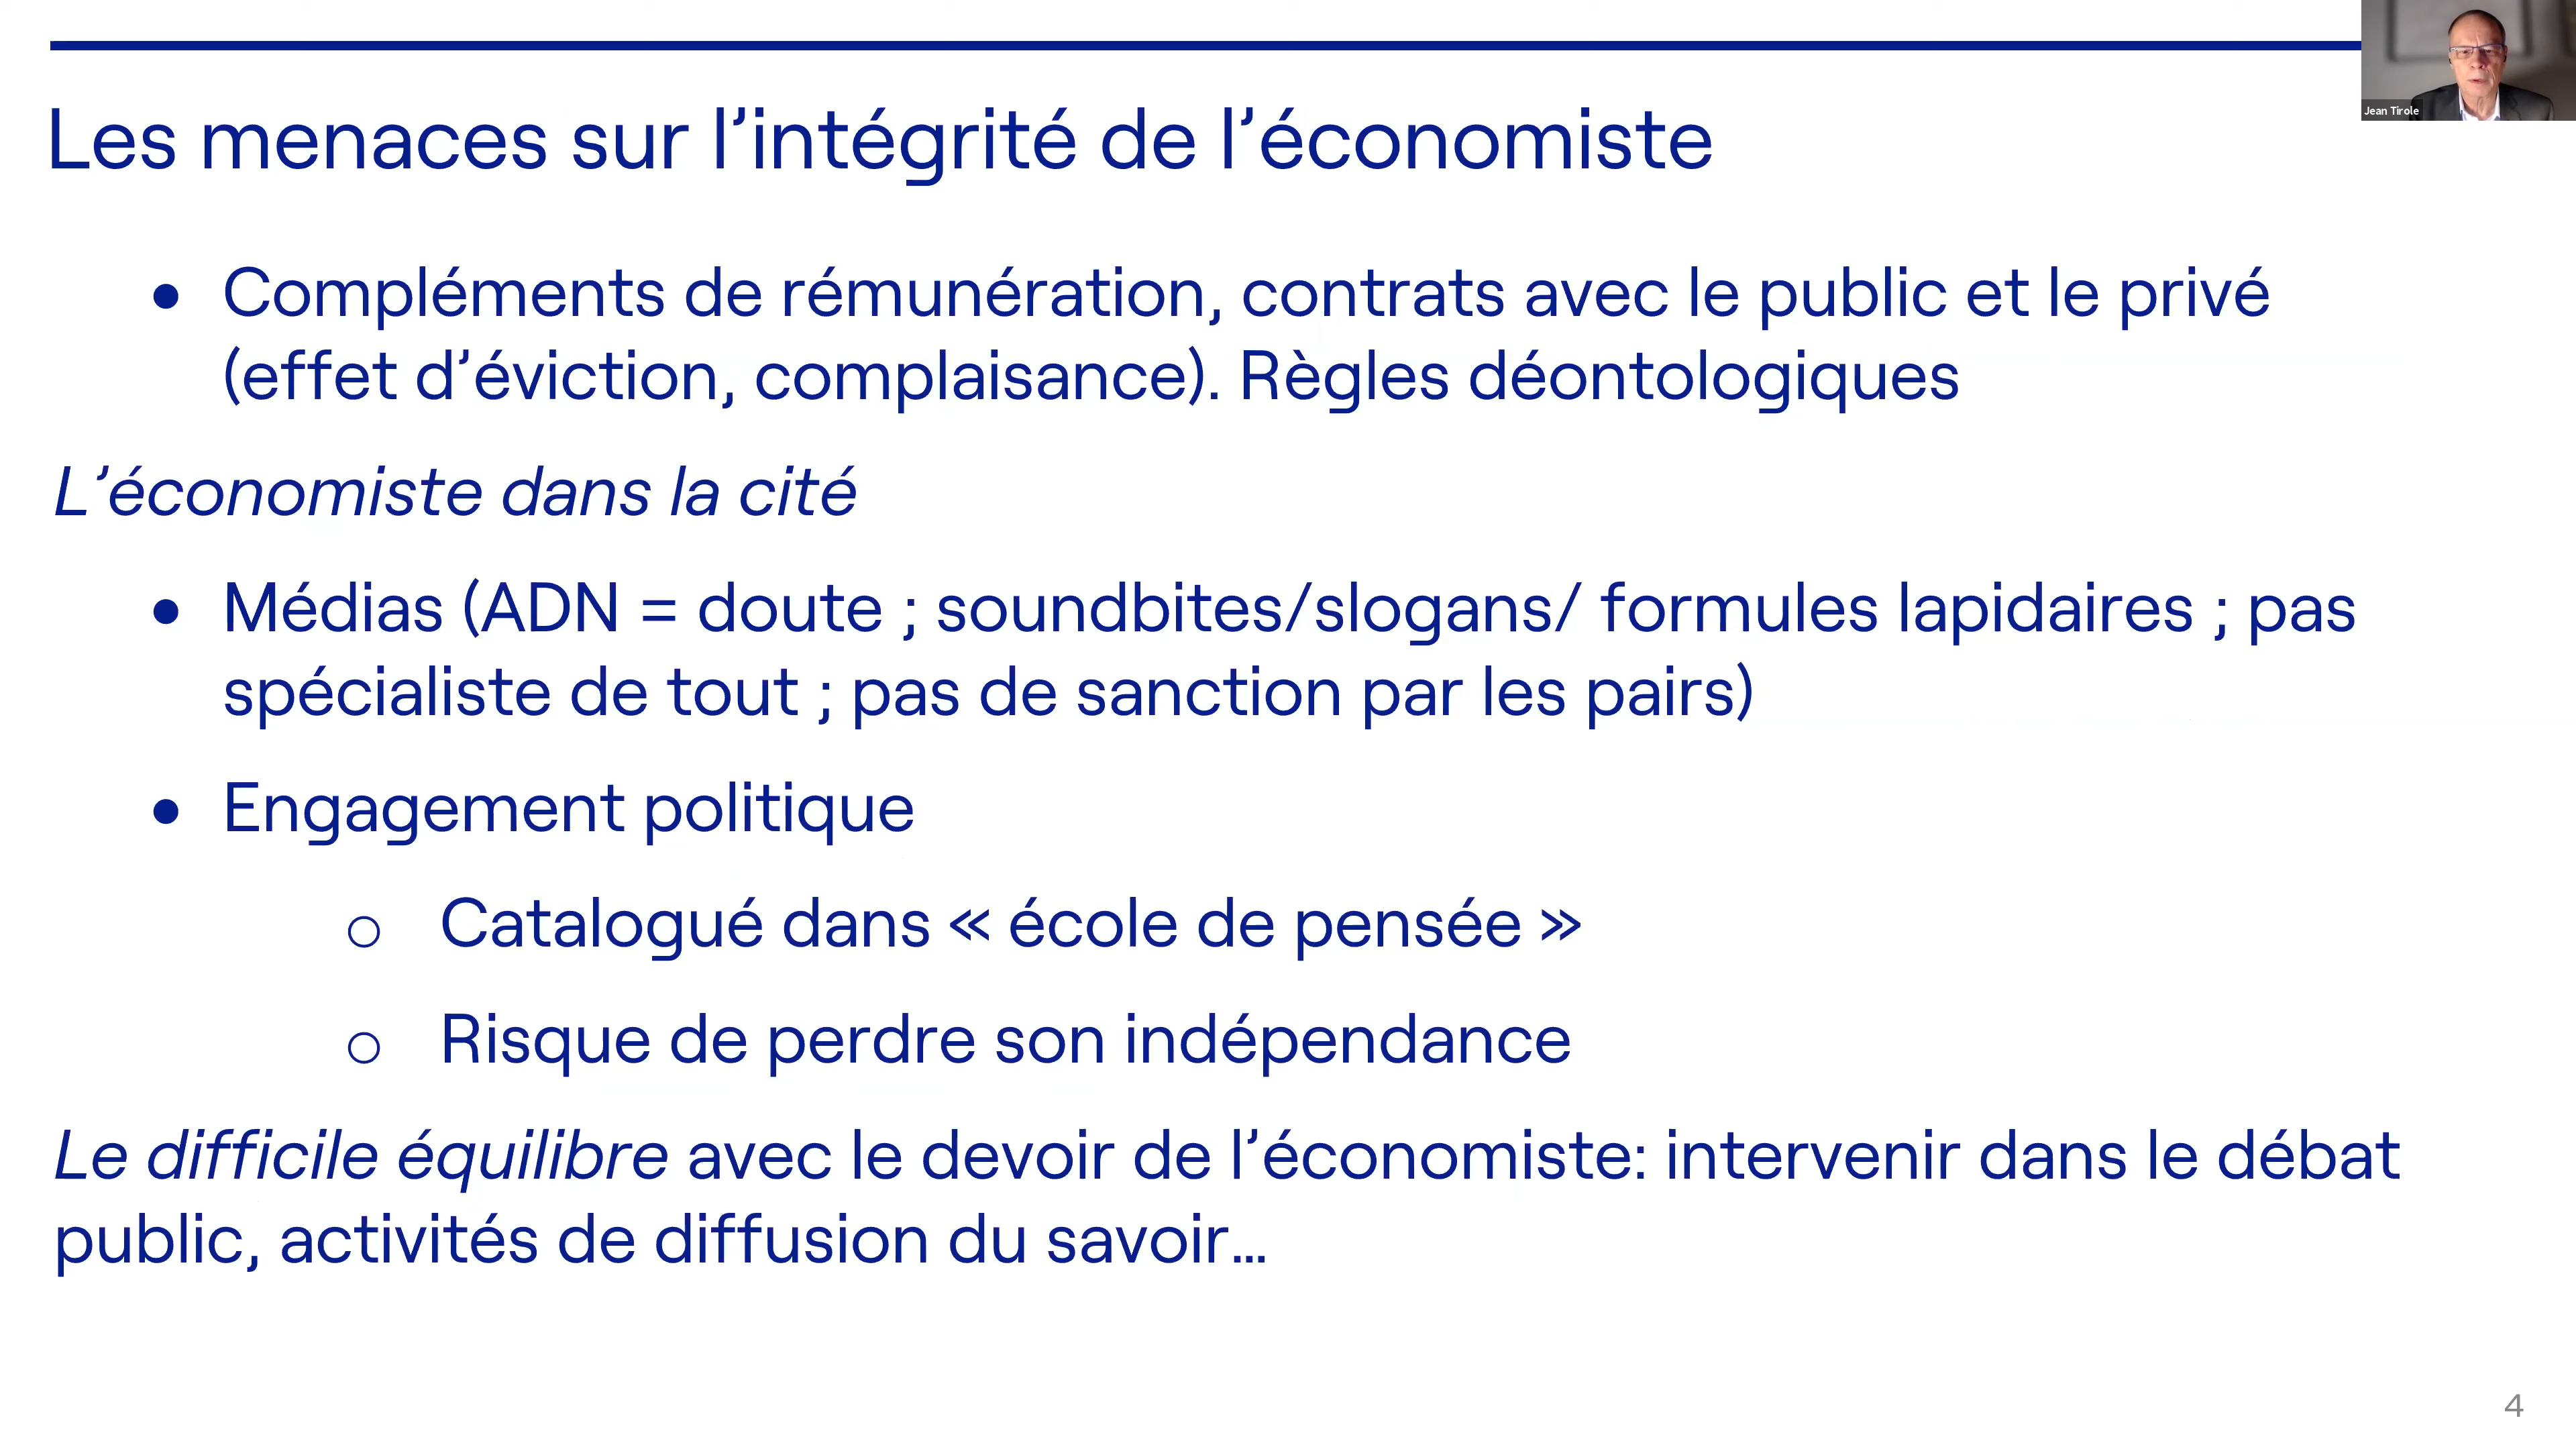 Jean Tirole
Les menaces sur l’intégrité de l’économiste
• Compléments de rémunération, contrats avec le public et le privé
(effet d’éviction, complaisance). Règles déontologiques
L’économiste dans la cité
• Médias (ADN = doute ; soundbites/slogans/ formules lapidaires ; pas
spécialiste de tout ; pas de sanction par les pairs)
• Engagement politique
○ Catalogué dans « école de pensée »
○ Risque de perdre son indépendance
Le difficile équilibre avec le devoir de l’économiste: intervenir dans le débat
public, activités de diffusion du savoir…
4